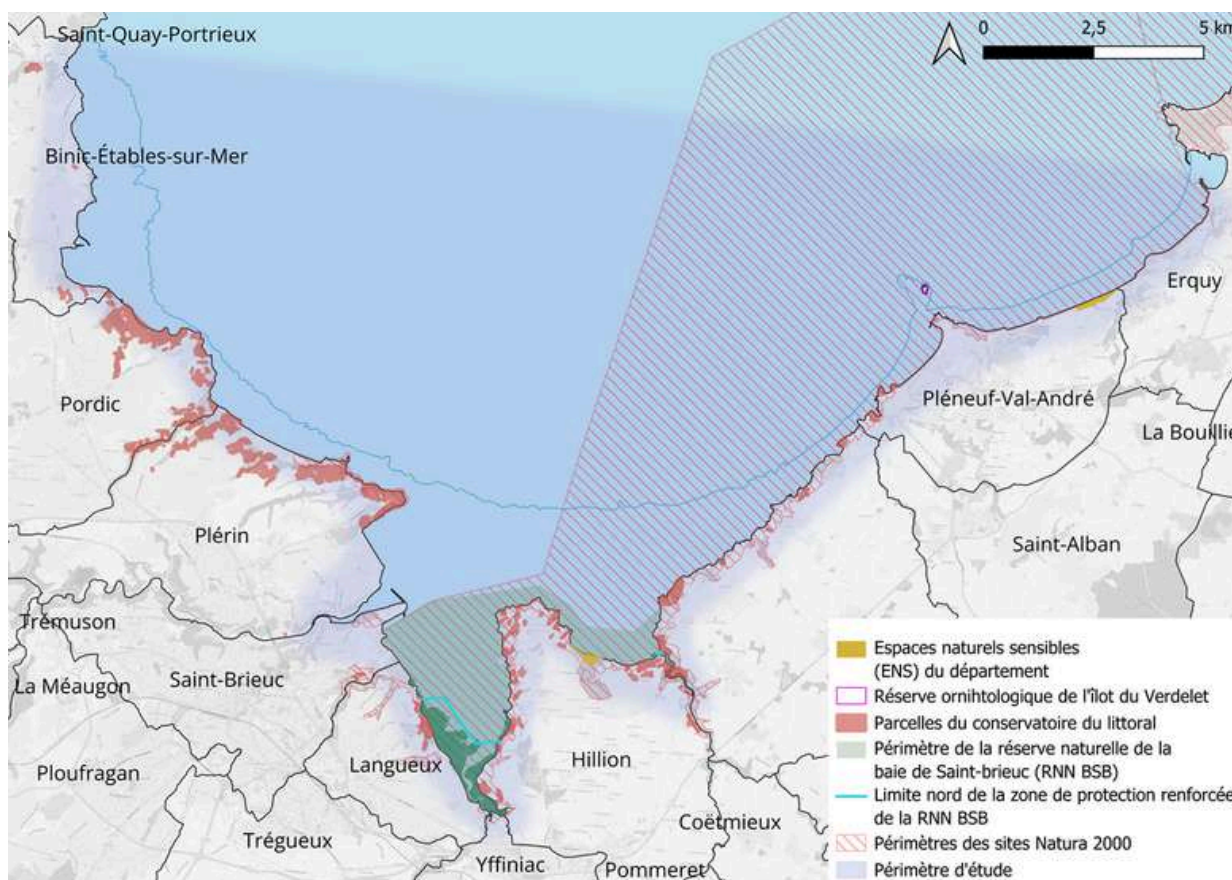 Saint-Quay-Portrieux
0 2,5 5 km
Binic-Étables-sur-Mer
Erquy
Pordic
Pléneuf-Val-André
La Bouillie
Plérin
Saint-Alban
Trémuson
La Méaugon
Saint-Brieuc
Ploufragan
Langueux
Hillion
Trégueux
Coëtmieux
Yffiniac
Pommeret
Espaces naturels sensibles
(ENS) du département
Réserve ornihtologique de l'îlot du Verdelet
Parcelles du conservatoire du littoral
Périmètre de la réserve naturelle de la
baie de Saint-brieuc (RNN BSB)
Limite nord de la zone de protection renforcée
de la RNN BSB
Périmètres des sites Natura 2000
Périmètre d'étude